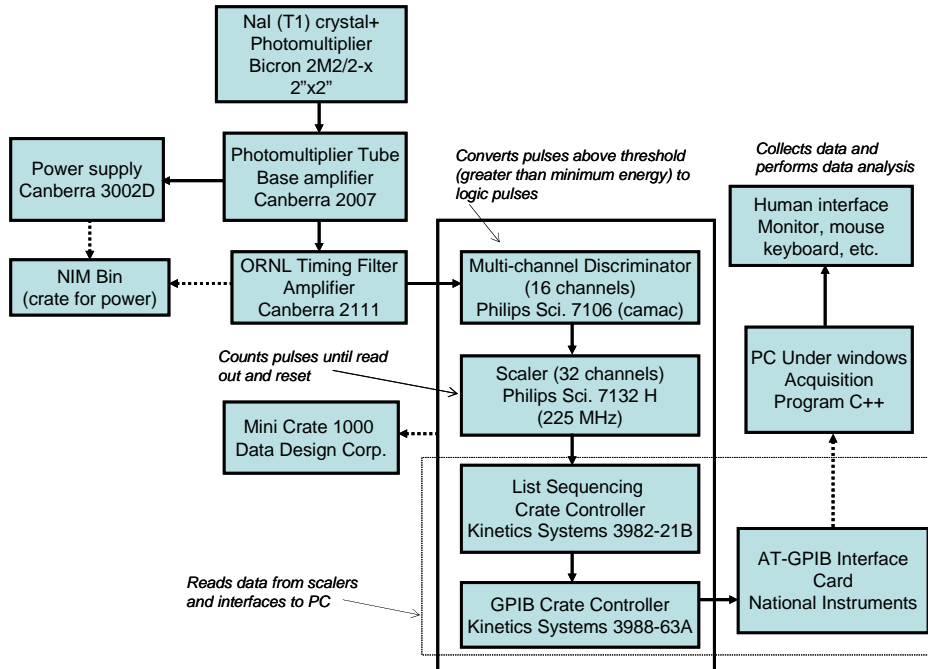 NaI (T1) crystal+
Photomultiplier
Bicron 2M2/2-x
2”x2”
Power supply
Canberra 3002D
Photomultiplier Tube
Base amplifier
Canberra 2007
Converts pulses above threshold
(greater than minimum energy) to
logic pulses
Collects data and
performs data analysis
Human interface
Monitor, mouse
keyboard, etc.
NIM Bin
(crate for power)
ORNL Timing Filter
Amplifier
Canberra 2111
Multi-channel Discriminator
(16 channels)
Philips Sci. 7106 (camac)
Counts pulses until read
out and reset
Scaler (32 channels)
Philips Sci. 7132 H
(225 MHz)
PC Under windows
Acquisition
Program C++
Mini Crate 1000
Data Design Corp.
List Sequencing
Crate Controller
Kinetics Systems 3982-21B
AT-GPIB Interface
Card
National Instruments
Reads data from scalers
and interfaces to PC
GPIB Crate Controller
Kinetics Systems 3988-63A